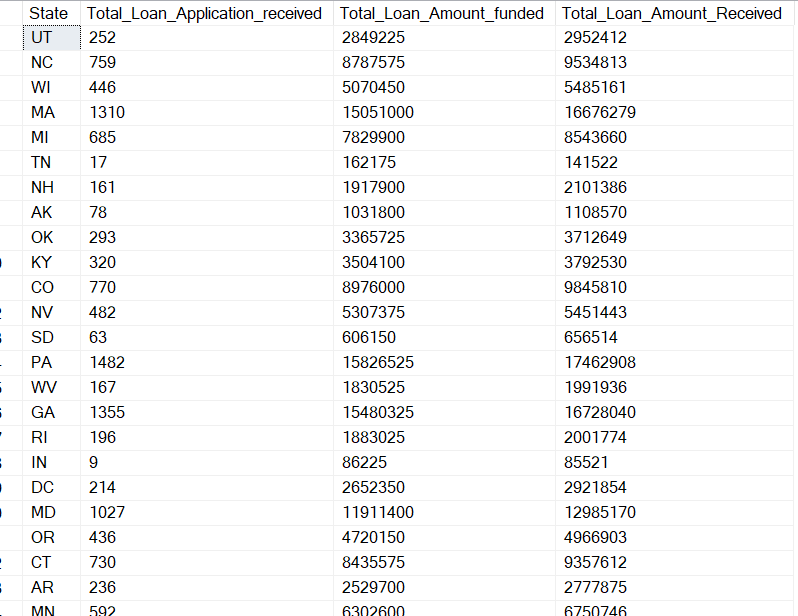 State Total_Loan_Application_received Total_Loan_Amount_funded Total_Loan_Amount_Received
UT 252 2849225 2952412
NC 759 8787575 9534813
WI 446 5070450 5485161
MA 1310 15051000 16676279
MI 685 7829900 8543660
TN 17 162175 141522
NH 161 1917900 2101386
AK 78 1031800 1108570
OK 293 3365725 3712649
KY 320 3504100 3792530
CO 770 8976000 9845810
NV 482 5307375 5451443
SD 63 606150 656514
PA 1482 15826525 17462908
WV 167 1830525 1991936
GA 1355 15480325 16728040
RI 196 1883025 2001774
IN 9 86225 85521
DC 214 2652350 2921854
MD 1027 11911400 12985170
OR 436 4720150 4966903
CT 730 8435575 9357612
AR 236 2529700 2777875
MN 592 6302600 6750746